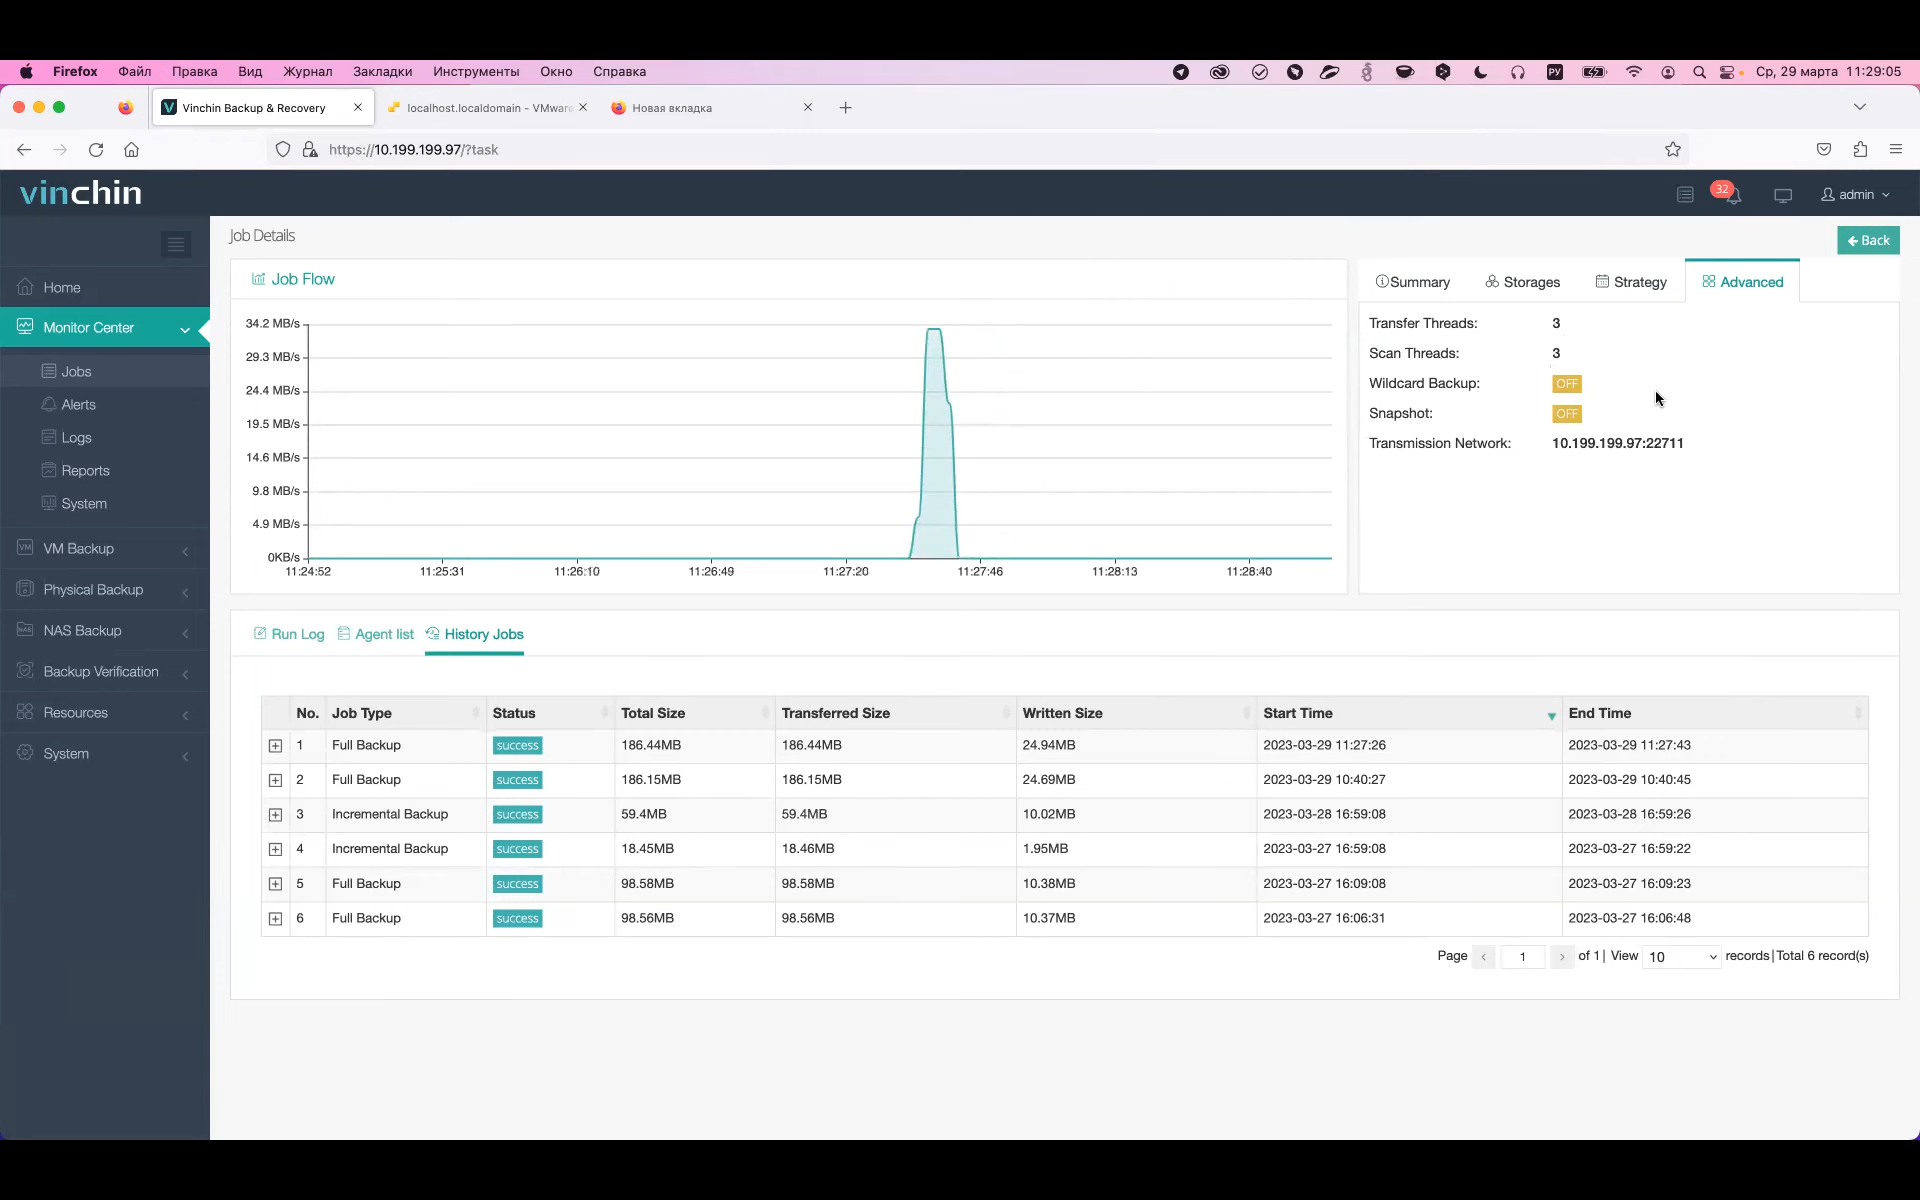 Firefox Файл Правка Вид Журнал Закладки Инструменты Окно Справка РУ Ср, 29 марта 11:29:05
Vinchin Backup & Recovery localhost.localdomain - VMware Новая вкладка
https://10.199.199.97/?task
vinchin 32 admin
Job Details
Back
Home
Monitor Center
Jobs
Alerts
Logs
Reports
System
VM Backup
Physical Backup
NAS Backup
Backup Verification
Resources
System
Job Flow
34.2 MB/s
29.3 MB/s
24.4 MB/s
19.5 MB/s
14.6 MB/s
9.8 MB/s
4.9 MB/s
0KB/s
11:24:52 11:25:31 11:26:10 11:26:49 11:27:20 11:27:46 11:28:13 11:28:40
Summary Storages Strategy Advanced
Transfer Threads: 3
Scan Threads: 3
Wildcard Backup: OFF
Snapshot: OFF
Transmission Network: 10.199.199.97:22711
Run Log Agent list History Jobs
No. Job Type Status Total Size Transferred Size Written Size Start Time End Time
1 Full Backup success 186.44MB 186.44MB 24.94MB 2023-03-29 11:27:26 2023-03-29 11:27:43
2 Full Backup success 186.15MB 186.15MB 24.69MB 2023-03-29 10:40:27 2023-03-29 10:40:45
3 Incremental Backup success 59.4MB 59.4MB 10.02MB 2023-03-28 16:59:08 2023-03-28 16:59:26
4 Incremental Backup success 18.45MB 18.46MB 1.95MB 2023-03-27 16:59:08 2023-03-27 16:59:22
5 Full Backup success 98.58MB 98.58MB 10.38MB 2023-03-27 16:09:08 2023-03-27 16:09:23
6 Full Backup success 98.56MB 98.56MB 10.37MB 2023-03-27 16:06:31 2023-03-27 16:06:48
Page 1 of 1 | View 10 records | Total 6 record(s)